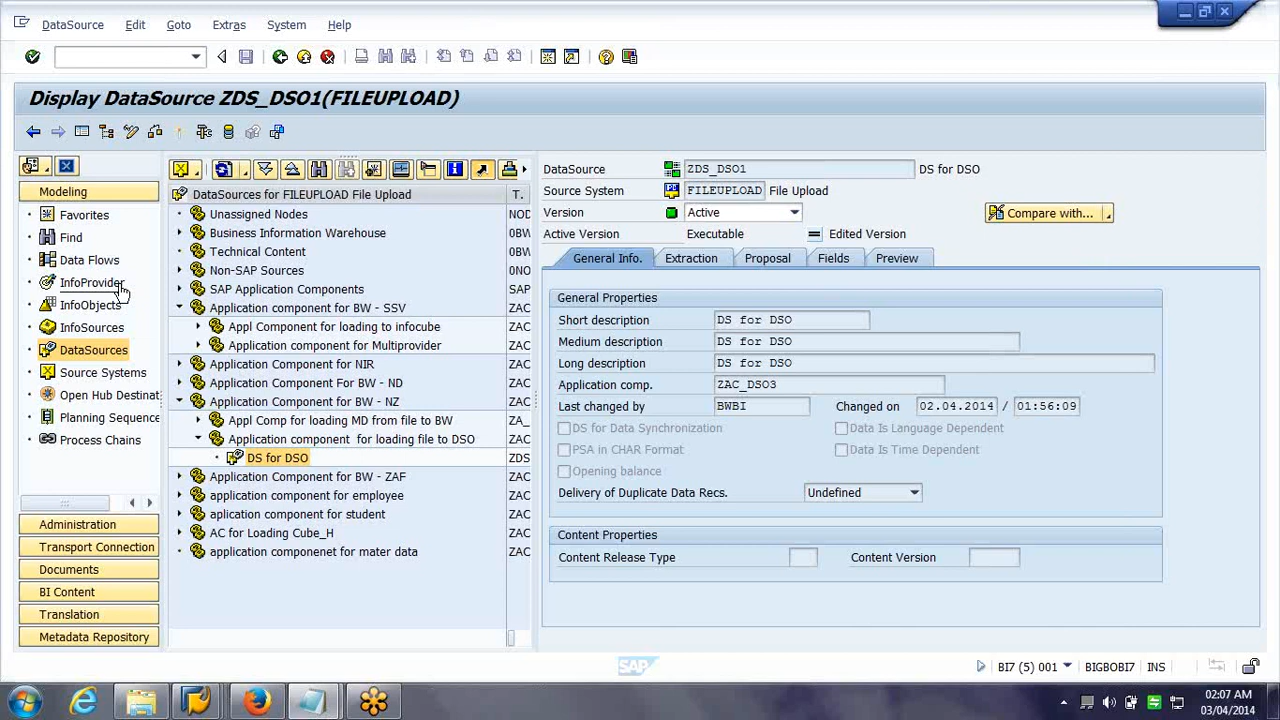 DataSource Edit Goto Extras System Help
Display DataSource ZDS_DSO1(FILEUPLOAD)
Modeling
Favorites
Find
Data Flows
InfoProvider
InfoObjects
InfoSources
DataSources
Source Systems
Open Hub Destinat
Planning Sequence
Process Chains
Administration
Transport Connection
Documents
BI Content
Translation
Metadata Repository
DataSources for FILEUPLOAD File Upload T.
Unassigned Nodes NOD
Business Information Warehouse 0BW
Technical Content 0BW
Non-SAP Sources 0NO
SAP Application Components SAP
Application component for BW - SSV ZAC
Appl Component for loading to infocube ZAC
Application component for Multiprovider ZAC
Application Component for NIR ZAC
Application Component For BW - ND ZAC
Application Component for BW - NZ ZAC
Appl Comp for loading MD from file to BW ZA_
Application component for loading file to DSO ZAC
DS for DSO ZDS
Application Component for BW - ZAF ZAC
application Component for employee ZAC
aplication component for student ZAC
AC for Loading Cube_H ZAC
application componenet for mater data ZAC
DataSource ZDS_DSO1 DS for DSO
Source System FILEUPLOAD File Upload
Version Active Compare with...
Active Version Executable Edited Version
General Info. Extraction Proposal Fields Preview
General Properties
Short description DS for DSO
Medium description DS for DSO
Long description DS for DSO
Application comp. ZAC_DSO3
Last changed by BWBI Changed on 02.04.2014 / 01:56:09
DS for Data Synchronization Data Is Language Dependent
PSA in CHAR Format Data Is Time Dependent
Opening balance
Delivery of Duplicate Data Recs. Undefined
Content Properties
Content Release Type Content Version
SAP BI7 (5) 001 BIGBOBI7 INS
02:07 AM
03/04/2014